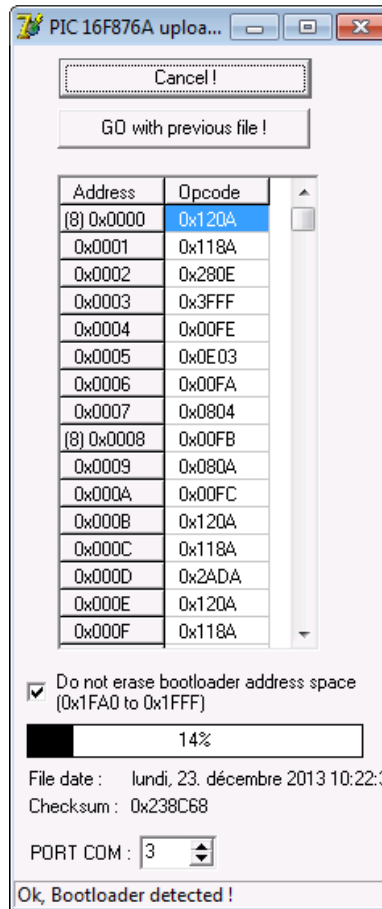 PIC 16F876A uploa...
Cancel !
GO with previous file !
Address Opcode
(8) 0x0000 0x120A
0x0001 0x118A
0x0002 0x280E
0x0003 0x3FFF
0x0004 0x00FE
0x0005 0x0E03
0x0006 0x00FA
0x0007 0x0804
(8) 0x0008 0x00FB
0x0009 0x080A
0x000A 0x00FC
0x000B 0x120A
0x000C 0x118A
0x000D 0x2ADA
0x000E 0x120A
0x000F 0x118A
Do not erase bootloader address space
(0x1FA0 to 0x1FFF)
14%
File date : lundi, 23. décembre 2013 10:22:3
Checksum : 0x238C68
PORT COM : 3
Ok, Bootloader detected !